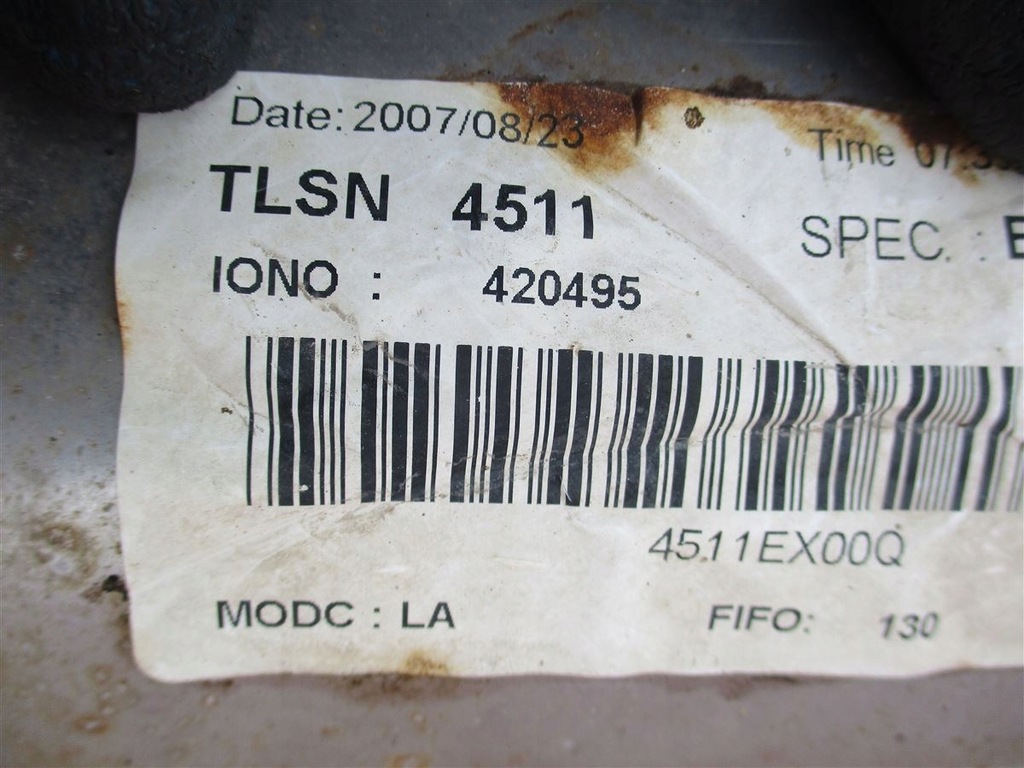 Date: 2007/08/23 Time
TLSN 4511
SPEC. :
IONO : 420495
4511EX00Q
MODC : LA FIFO: 130